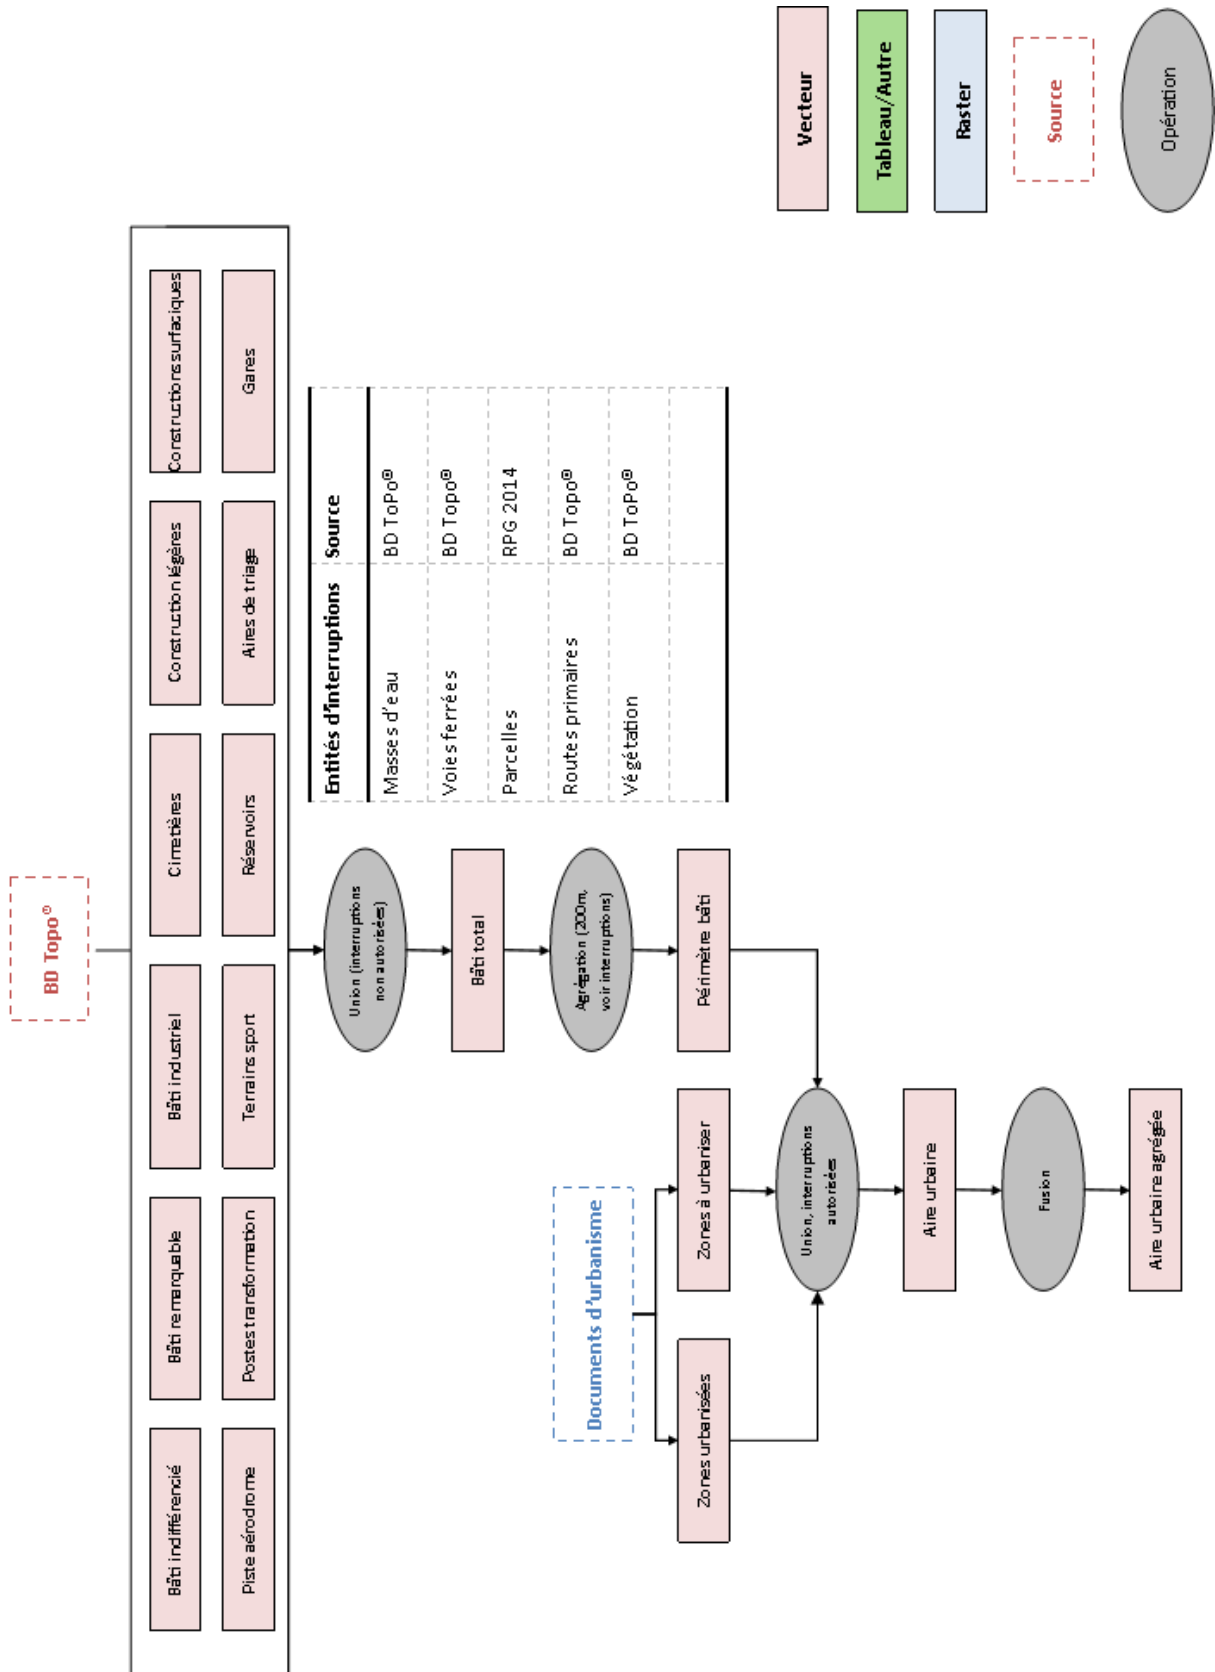 BD Topo®
Bâti indifférencié
Bâti remarquable
Bâti industriel
Cimetières
Construction légères
Constructions surfaciques
Piste aérodrome
Postes transformation
Terrains sport
Réservoirs
Aires de triage
Gares
Union (interruptions
non autorisées)
Bâti total
Agrégation (200m,
voir interruptions)
Périmètre bâti
Entités d'interruptions Source
Masses d'eau BD ToPo®
Voies ferrées BD Topo®
Parcelles RPG 2014
Routes primaires BD Topo®
Végétation BD ToPo®
Documents d'urbanisme
Zones urbanisées
Zones à urbaniser
Union, interruptions
autorisées
Aire urbaine
Fusion
Aire urbaine agrégée
Vecteur
Tableau/Autre
Raster
Source
Opération